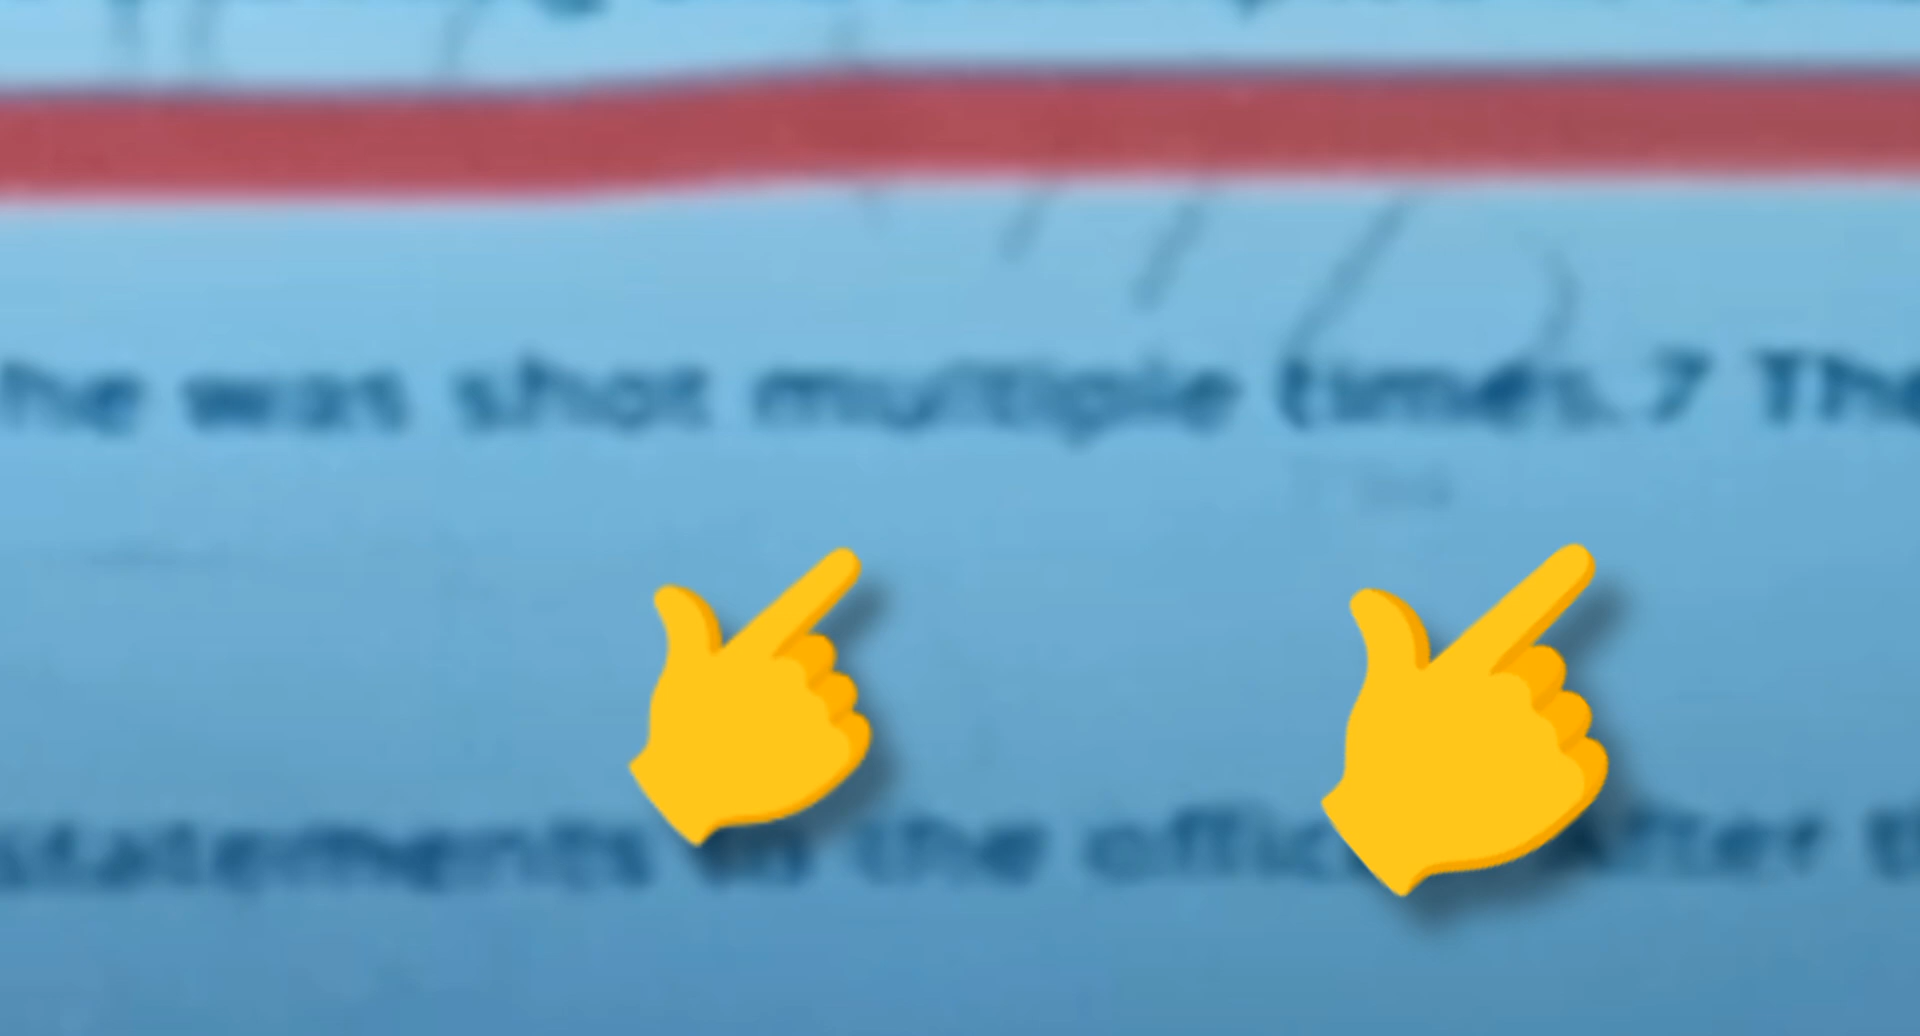 he was shot multiple times.7 The
statements in the offic After